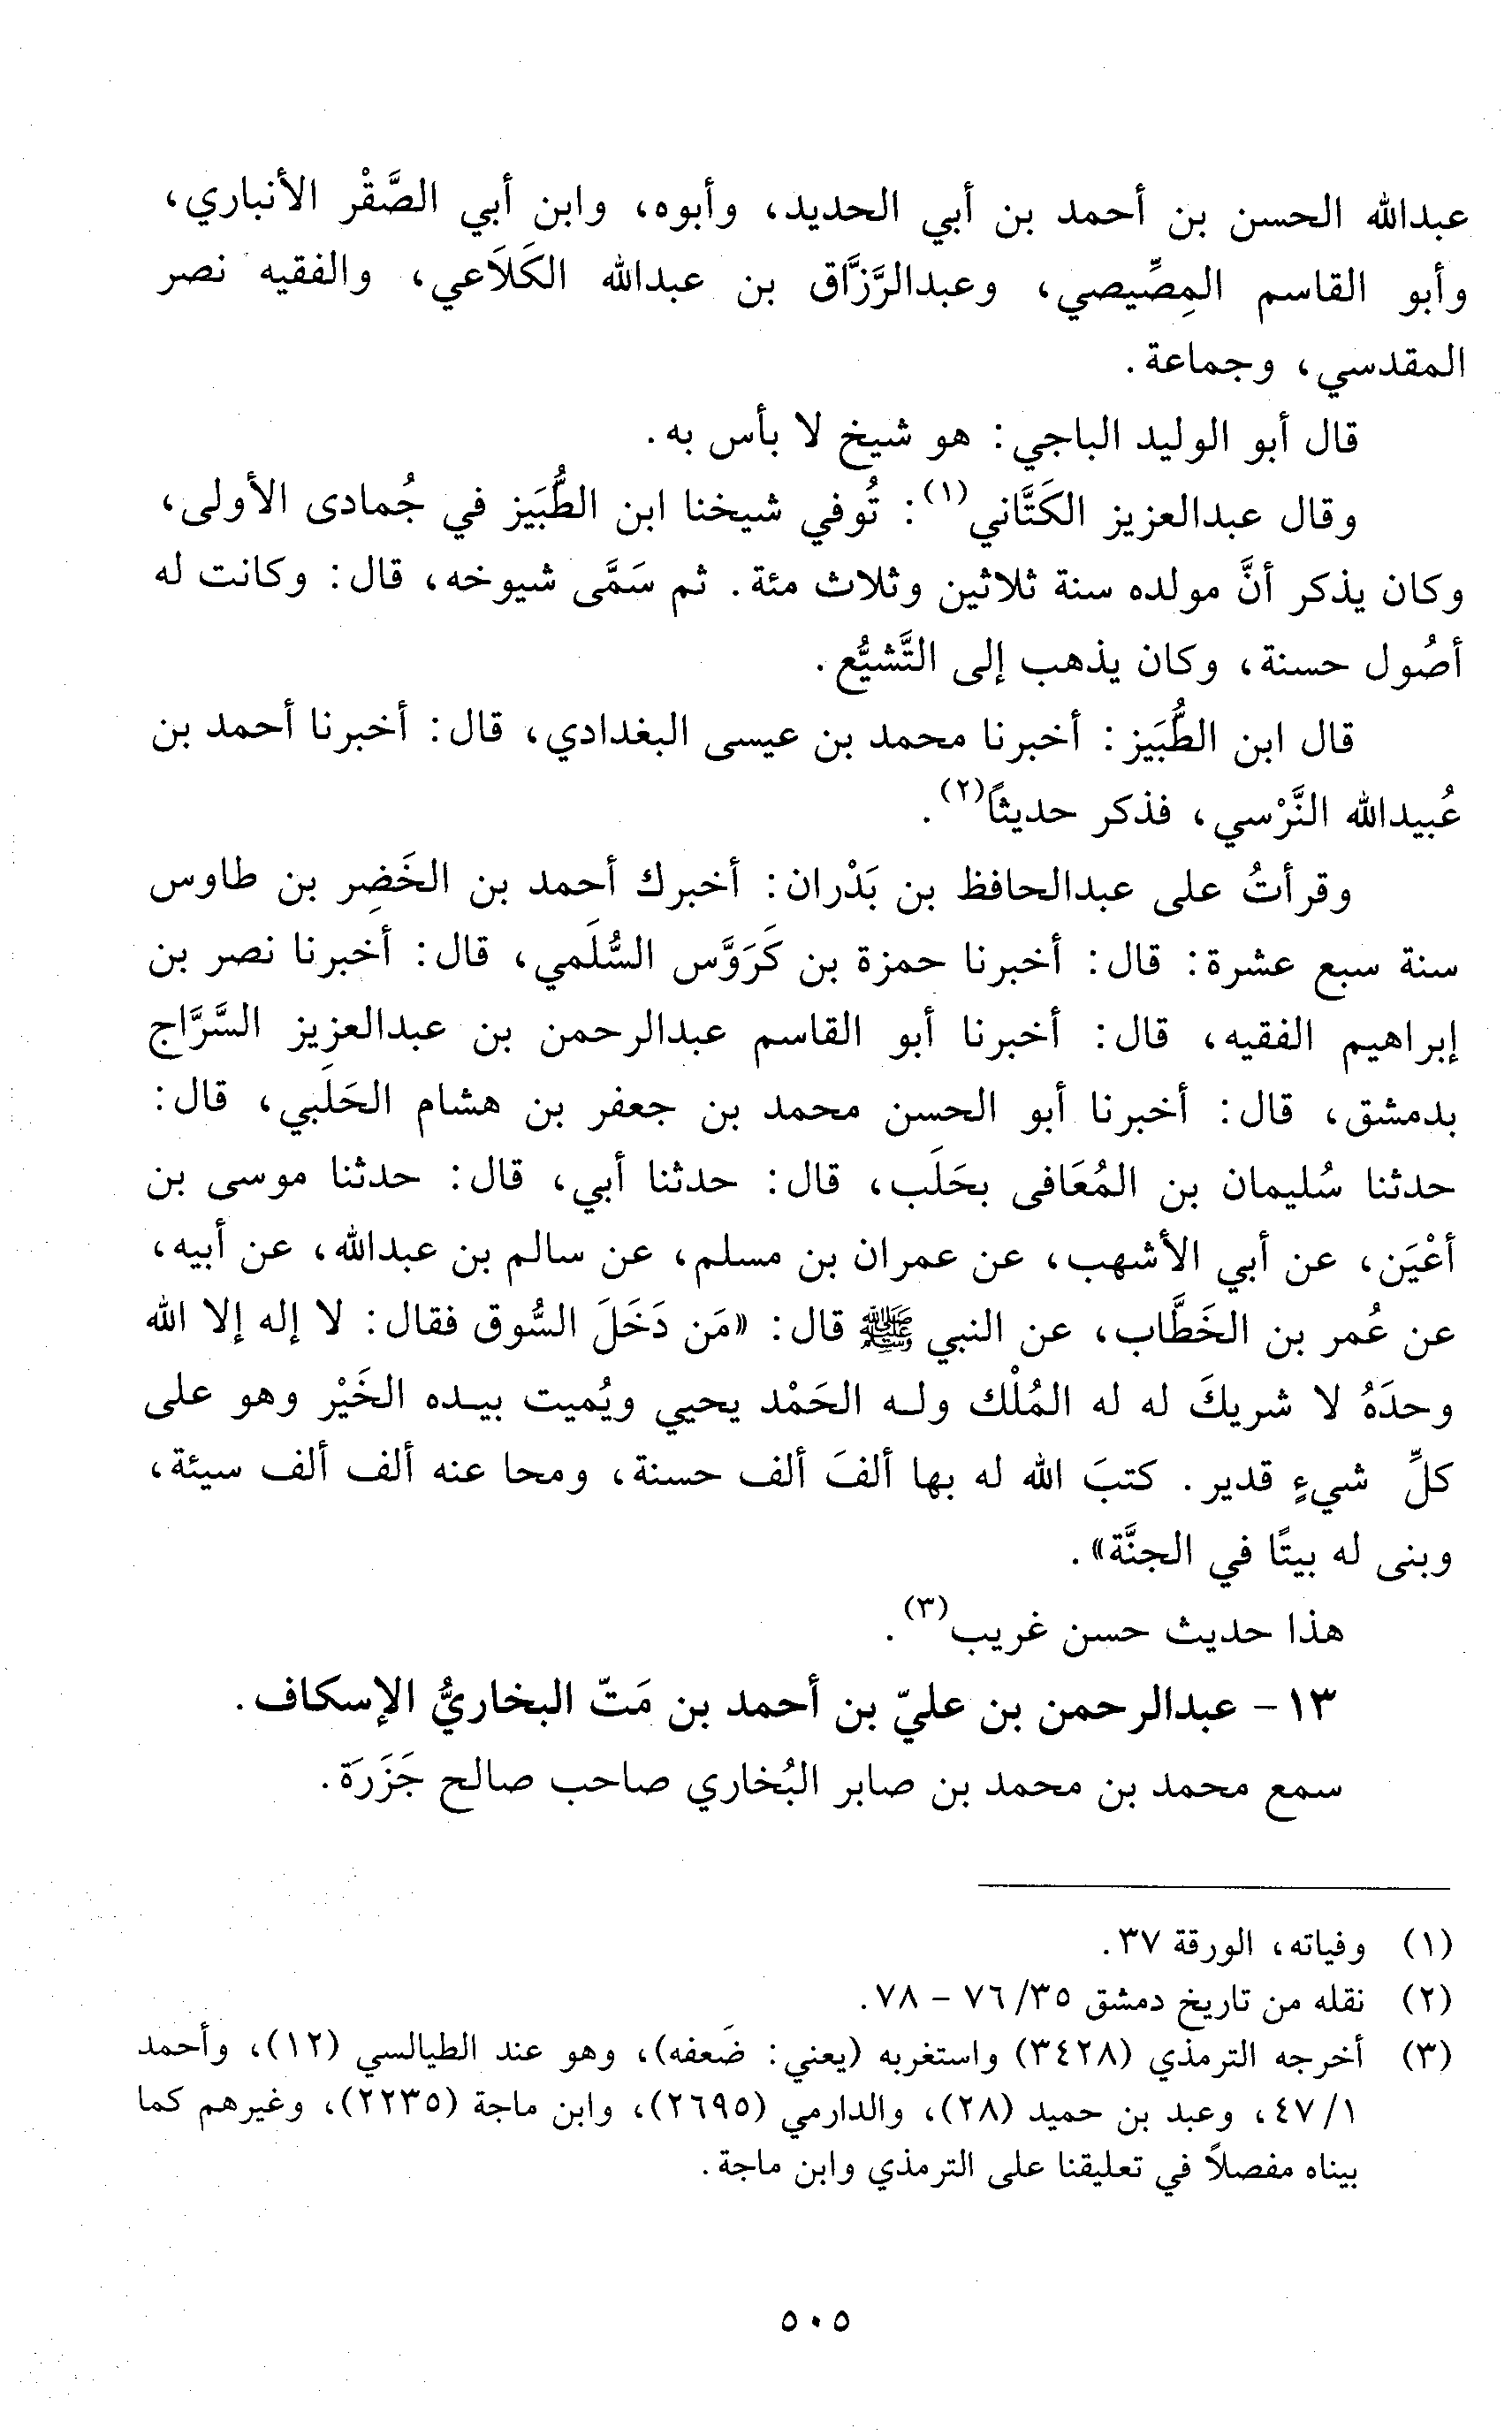 عبدالله الحسن بن أحمد بن أبي الحديد، وأبوه، وابن أبي الصَّقْر الأنباري،
وأبو القاسم المِصِّيصي، وعبدالرَّزَّاق بن عبدالله الكَلَاعي، والفقيه نصر
المقدسي، وجماعة.
قال أبو الوليد الباجي: هو شيخ لا بأس به.
وقال عبدالعزيز الكَتَّاني(١): تُوفي شيخنا ابن الطُّبَيز في جُمادى الأولى،
وكان يذكر أنَّ مولده سنة ثلاثين وثلاث مئة. ثم سَمَّى شيوخه، قال: وكانت له
أصُول حسنة، وكان يذهب إلى التَّشيُّع.
قال ابن الطُّبَيز: أخبرنا محمد بن عيسى البغدادي، قال: أخبرنا أحمد بن
عُبيدالله النَّرْسي، فذكر حديثاً(٢).
وقرأتُ على عبدالحافظ بن بَدْران: أخبرك أحمد بن الخَضِر بن طاوس
سنة سبع عشرة: قال: أخبرنا حمزة بن كَرَوَّس السُّلَمي، قال: أخبرنا نصر بن
إبراهيم الفقيه، قال: أخبرنا أبو القاسم عبدالرحمن بن عبدالعزيز السَّرَّاج
بدمشق، قال: أخبرنا أبو الحسن محمد بن جعفر بن هشام الحَلَبي، قال:
حدثنا سُليمان بن المُعَافى بحَلَب، قال: حدثنا أبي، قال: حدثنا موسى بن
أعْيَن، عن أبي الأشهب، عن عمران بن مسلم، عن سالم بن عبدالله، عن أبيه،
عن عُمر بن الخَطَّاب، عن النبي ﷺ قال: «مَن دَخَلَ السُّوق فقال: لا إله إلا الله
وحدَهُ لا شريكَ له له المُلْك وله الحَمْد يحيي ويُميت بيده الخَيْر وهو على
كلِّ شيءٍ قدير. كتبَ الله له بها ألفَ ألف حسنة، ومحا عنه ألف ألف سيئة،
وبنى له بيتًا في الجنَّة».
هذا حديث حسن غريب(٣).
١٣- عبدالرحمن بن عليّ بن أحمد بن مَتّ البخاريُّ الإسكاف.
سمع محمد بن محمد بن صابر البُخاري صاحب صالح جَزَرَة.
(١) وفياته، الورقة ٣٧.
(٢) نقله من تاريخ دمشق ٣٥/ ٧٦ - ٧٨.
(٣) أخرجه الترمذي (٣٤٢٨) واستغربه (يعني: ضَعفه)، وهو عند الطيالسي (١٢)، وأحمد
١/ ٤٧، وعبد بن حميد (٢٨)، والدارمي (٢٦٩٥)، وابن ماجة (٢٢٣٥)، وغيرهم كما
بيناه مفصلاً في تعليقنا على الترمذي وابن ماجة.
٥٠٥